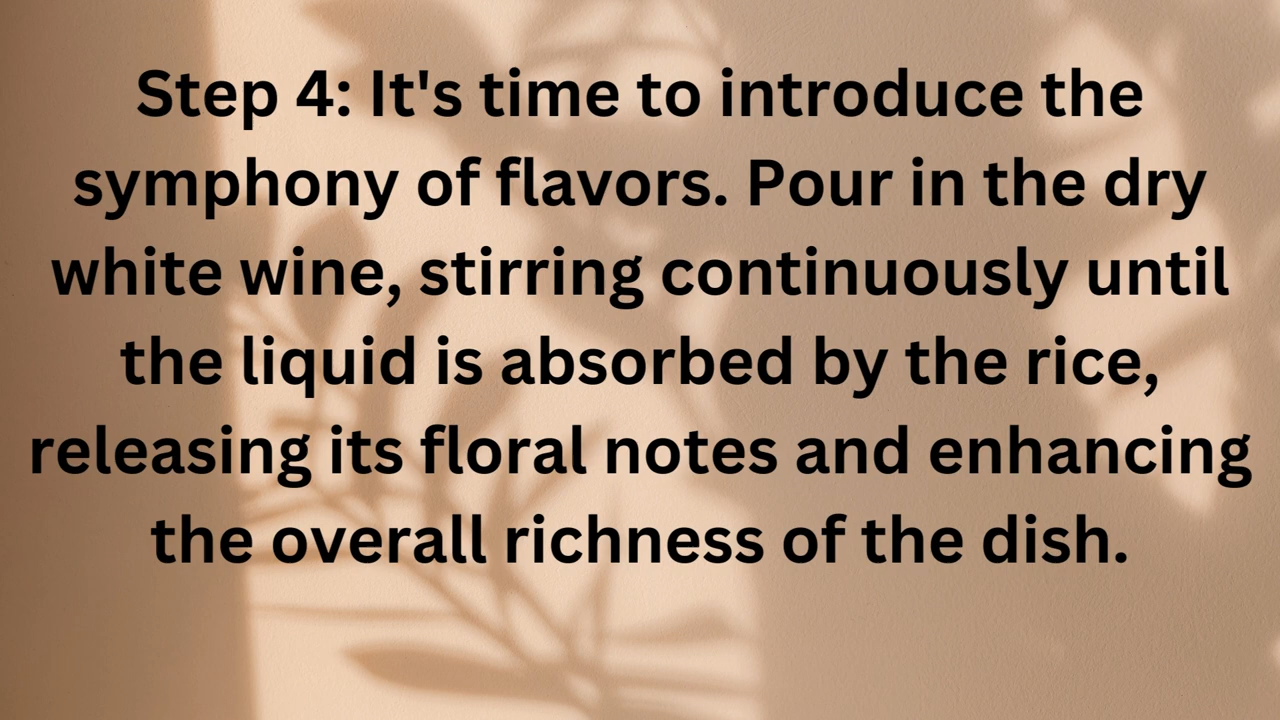 Step 4: It's time to introduce the
symphony of flavors. Pour in the dry
white wine, stirring continuously until
the liquid is absorbed by the rice,
releasing its floral notes and enhancing
the overall richness of the dish.